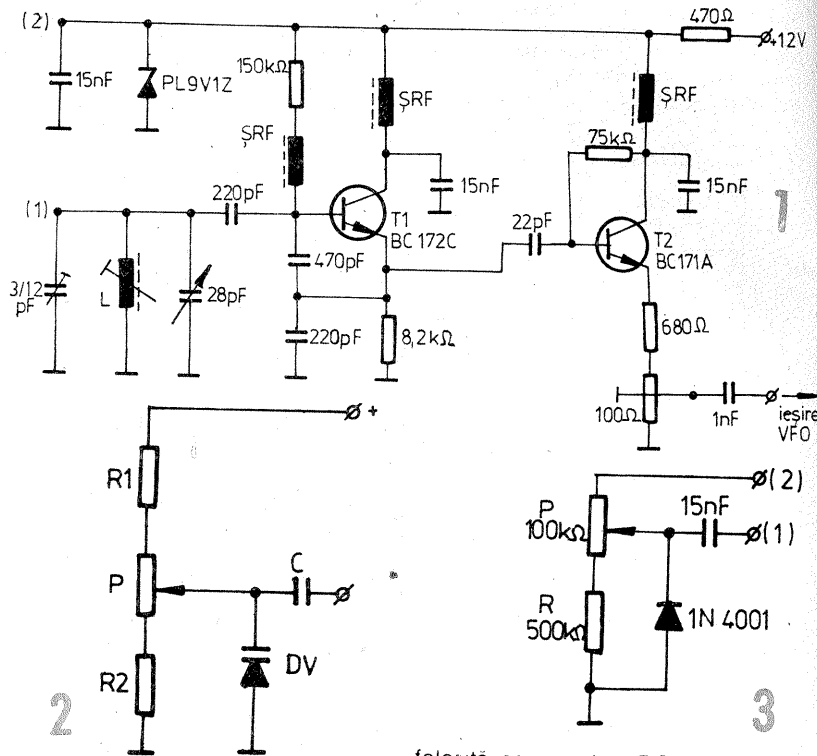 (2)
470Ω
+12V
15nF
PL9V1Z
150kΩ
ȘRF
ȘRF
ȘRF
75kΩ
15nF
15nF
1
(1)
220pF
T1
BC 172C
22pF
T2
BC171A
3/12
pF
L
28pF
470pF
220pF
8,2kΩ
680Ω
100Ω
1nF
ieșire
VFO
+
R1
P
C
R2
DV
2
(2)
P
100kΩ
15nF
(1)
R
500kΩ
1N 4001
3